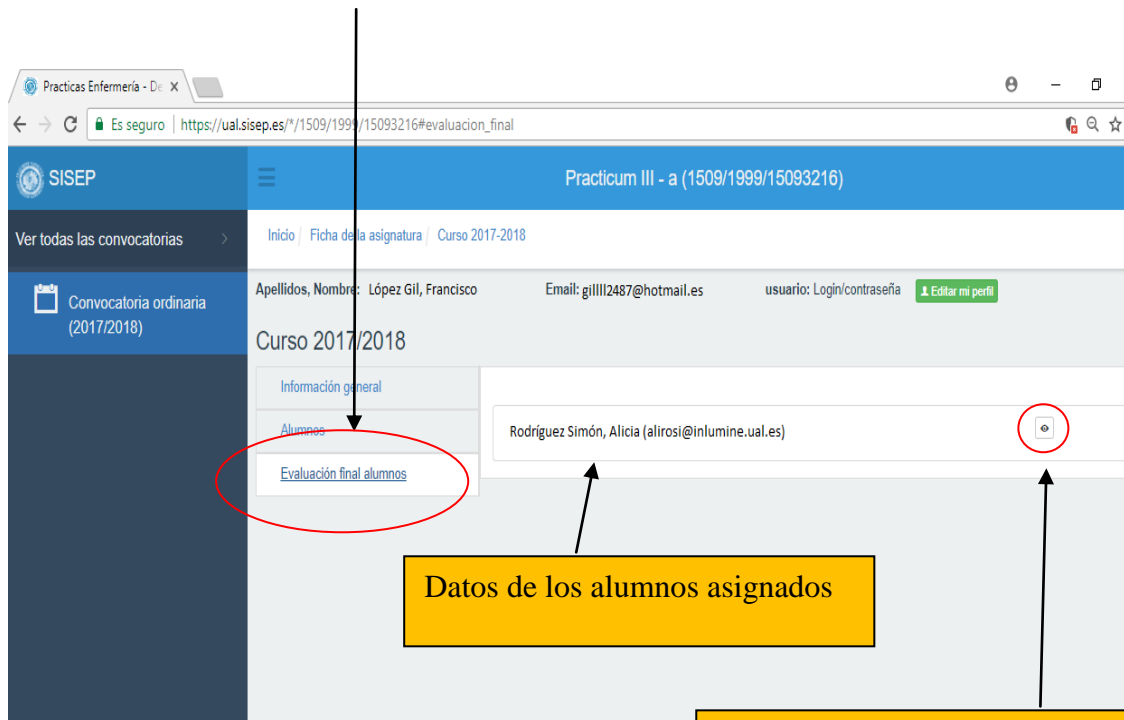 Practicas Enfermería - De
Es seguro | https://ual.sisep.es/*/1509/1999/15093216#evaluacion_final
SISEP
Practicum III - a (1509/1999/15093216)
Ver todas las convocatorias
Inicio / Ficha de la asignatura / Curso 2017-2018
Convocatoria ordinaria
(2017/2018)
Apellidos, Nombre: López Gil, Francisco Email: gillll2487@hotmail.es usuario: Login/contraseña Editar mi perfil
Curso 2017/2018
Información general
Alumnos
Rodríguez Simón, Alicia (alirosi@inlumine.ual.es)
Evaluación final alumnos
Datos de los alumnos asignados